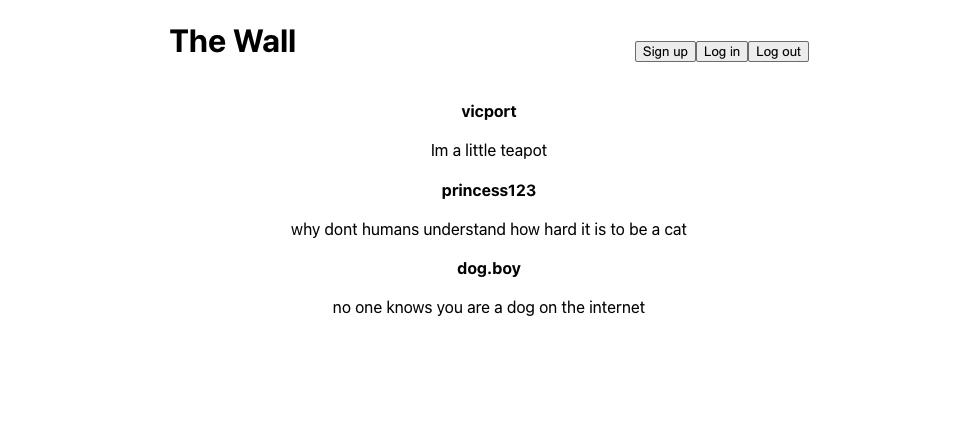 The Wall
Sign up Log in Log out
vicport
Im a little teapot
princess123
why dont humans understand how hard it is to be a cat
dog.boy
no one knows you are a dog on the internet